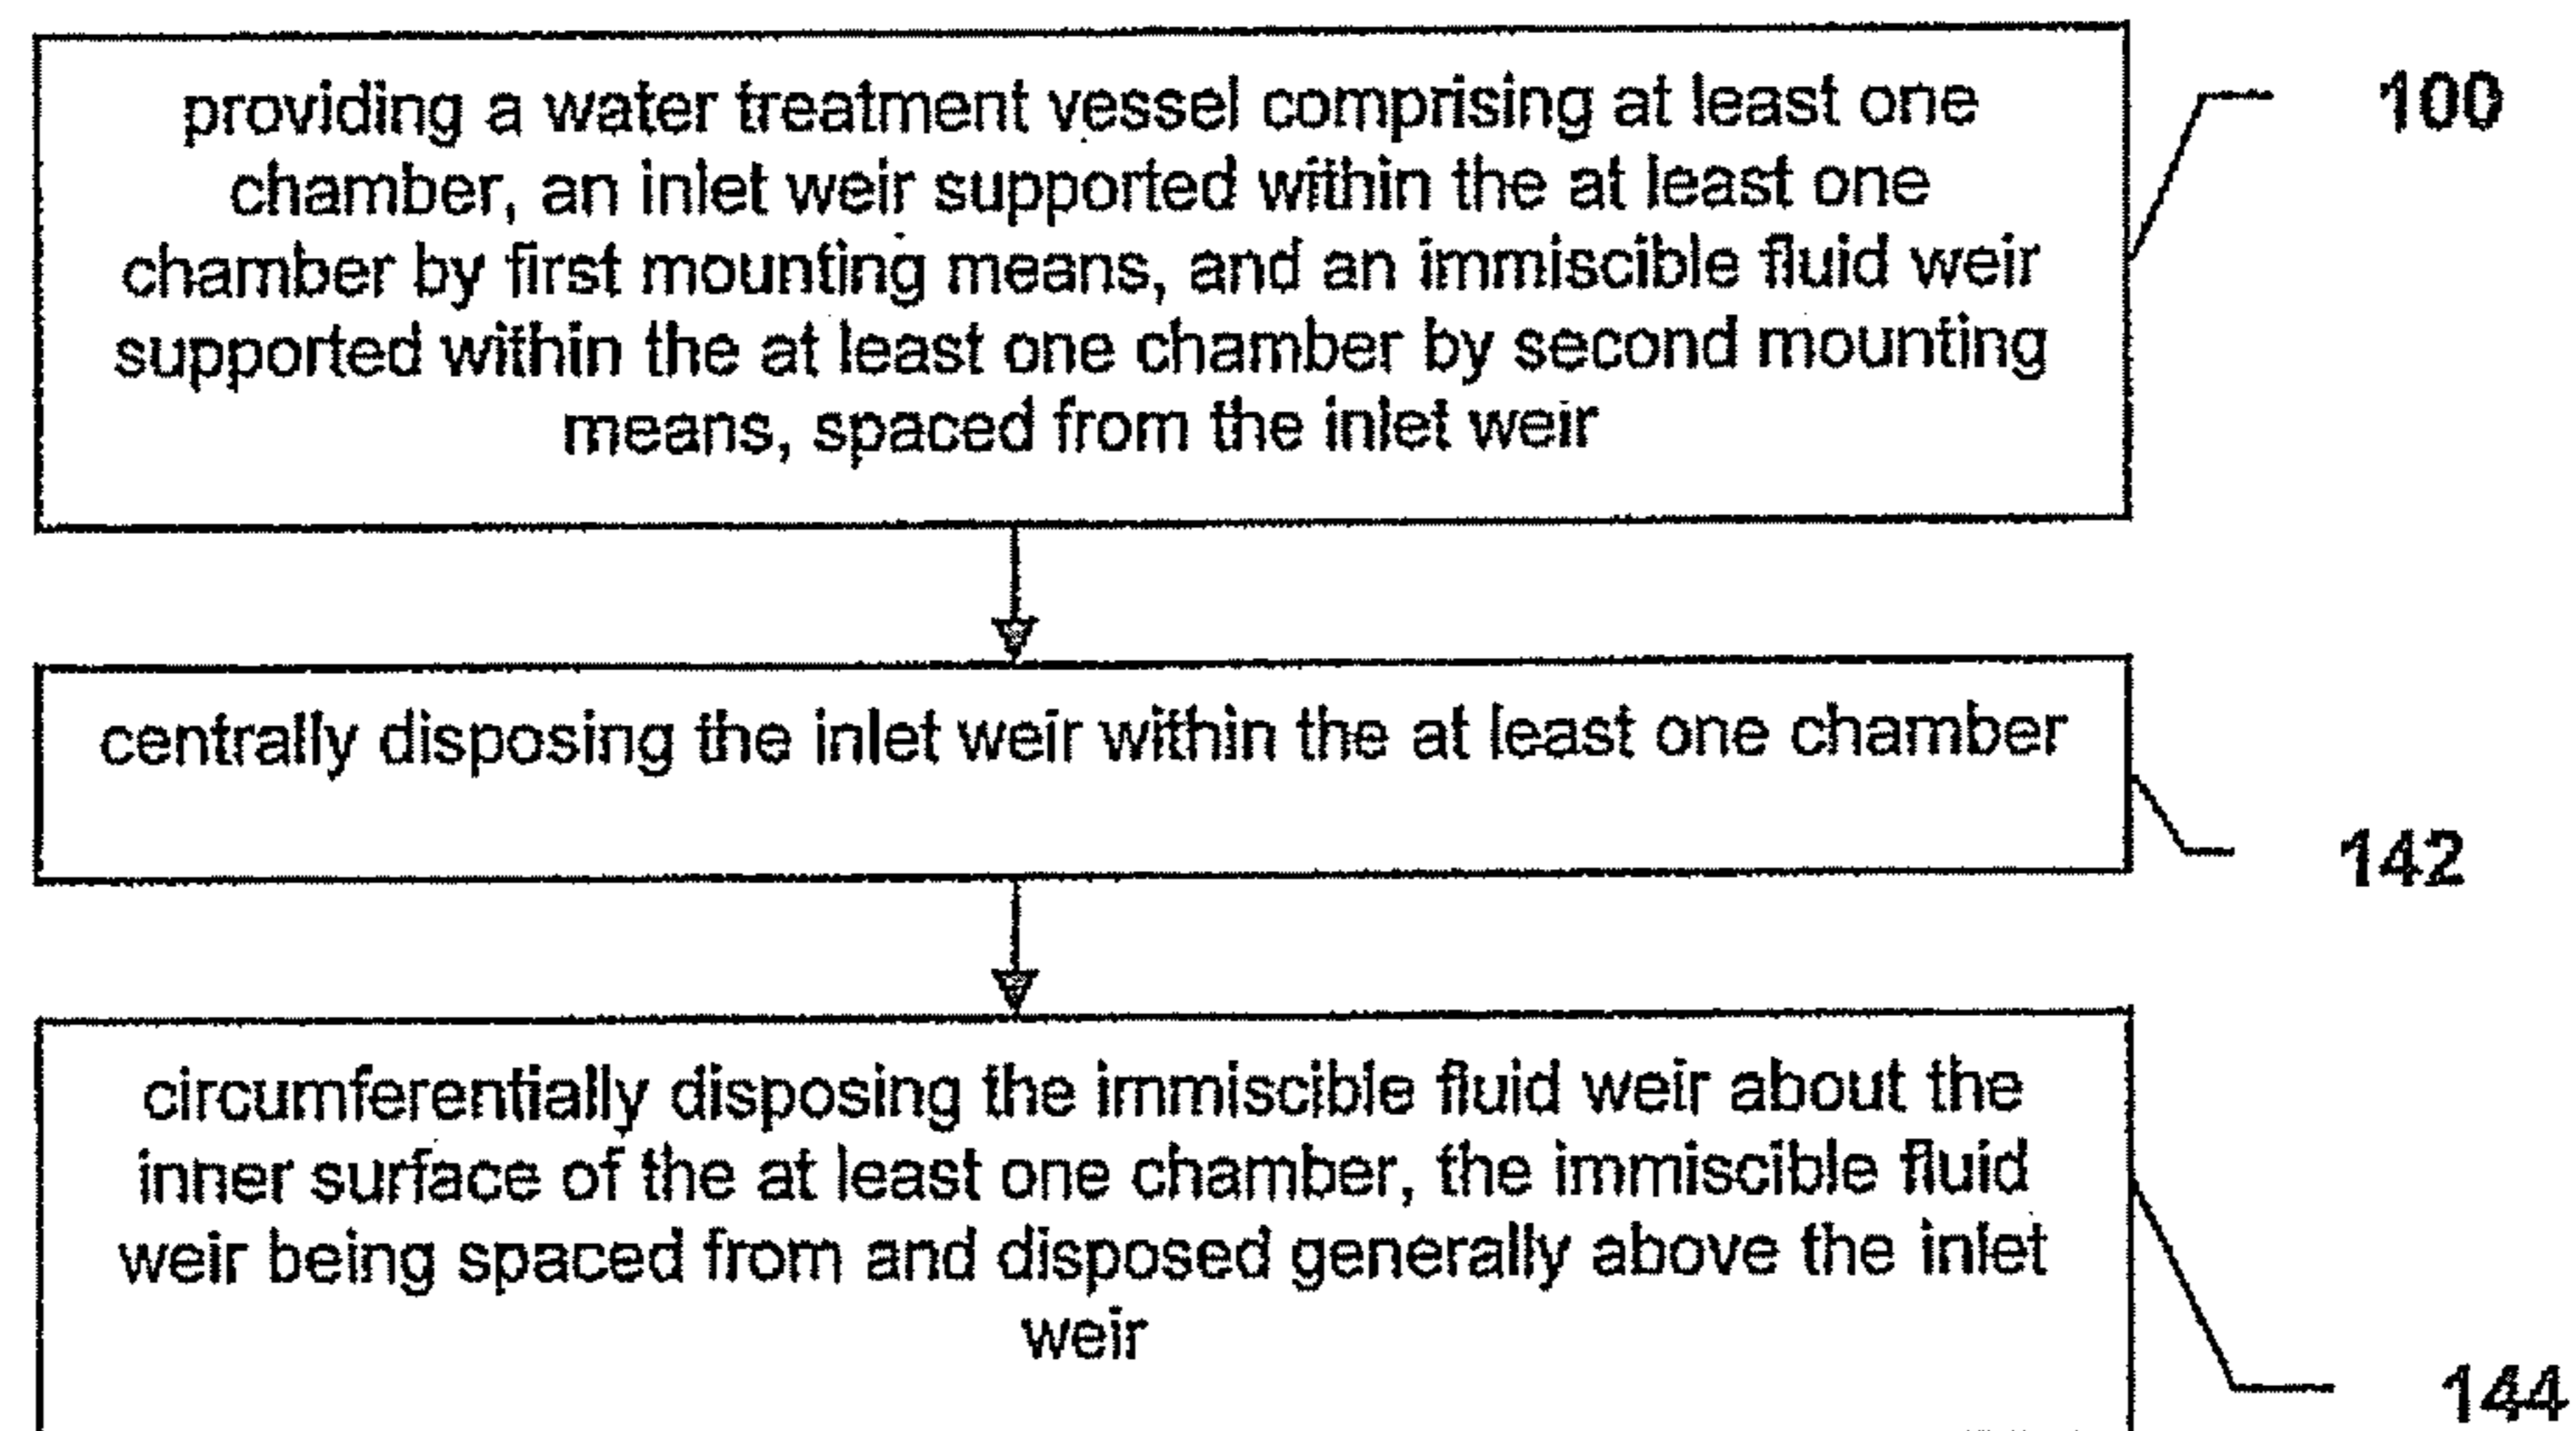 providing a water treatment vessel comprising at least one
chamber, an inlet weir supported within the at least one
chamber by first mounting means, and an immiscible fluid weir
supported within the at least one chamber by second mounting
means, spaced from the inlet weir
100
centrally disposing the inlet weir within the at least one chamber
142
circumferentially disposing the immiscible fluid weir about the
inner surface of the at least one chamber, the immiscible fluid
weir being spaced from and disposed generally above the inlet
weir
144